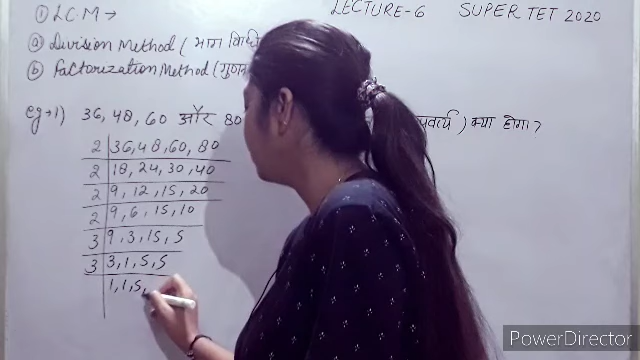 ① L.C.M →
LECTURE-6 SUPER TET 2020
ⓐ Division Method ( भाग विधि
ⓑ Factorization Method (गुणन
eg→1) 36, 48, 60 और 80 ) क्या होगा?
2 | 36, 48, 60, 80
2 | 18, 24, 30, 40
2 | 9, 12, 15, 20
2 | 9, 6, 15, 10
3 | 9, 3, 15, 5
3 | 3, 1, 5, 5
1, 1, 5,
PowerDirector